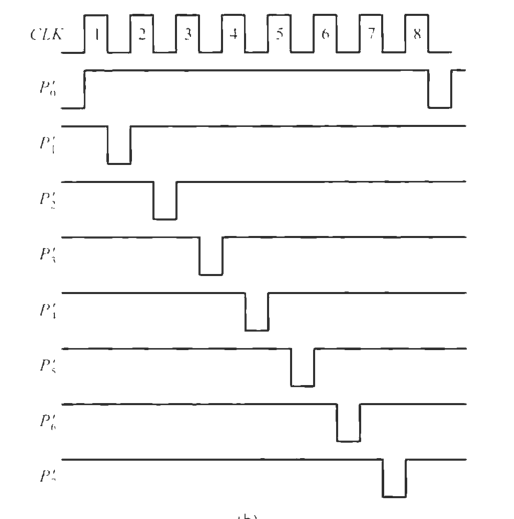 CLK 1 2 3 4 5 6 7 8
P′₀
P′₁
P′₂
P′₃
P′₄
P′₅
P′₆
P′₇
(b)